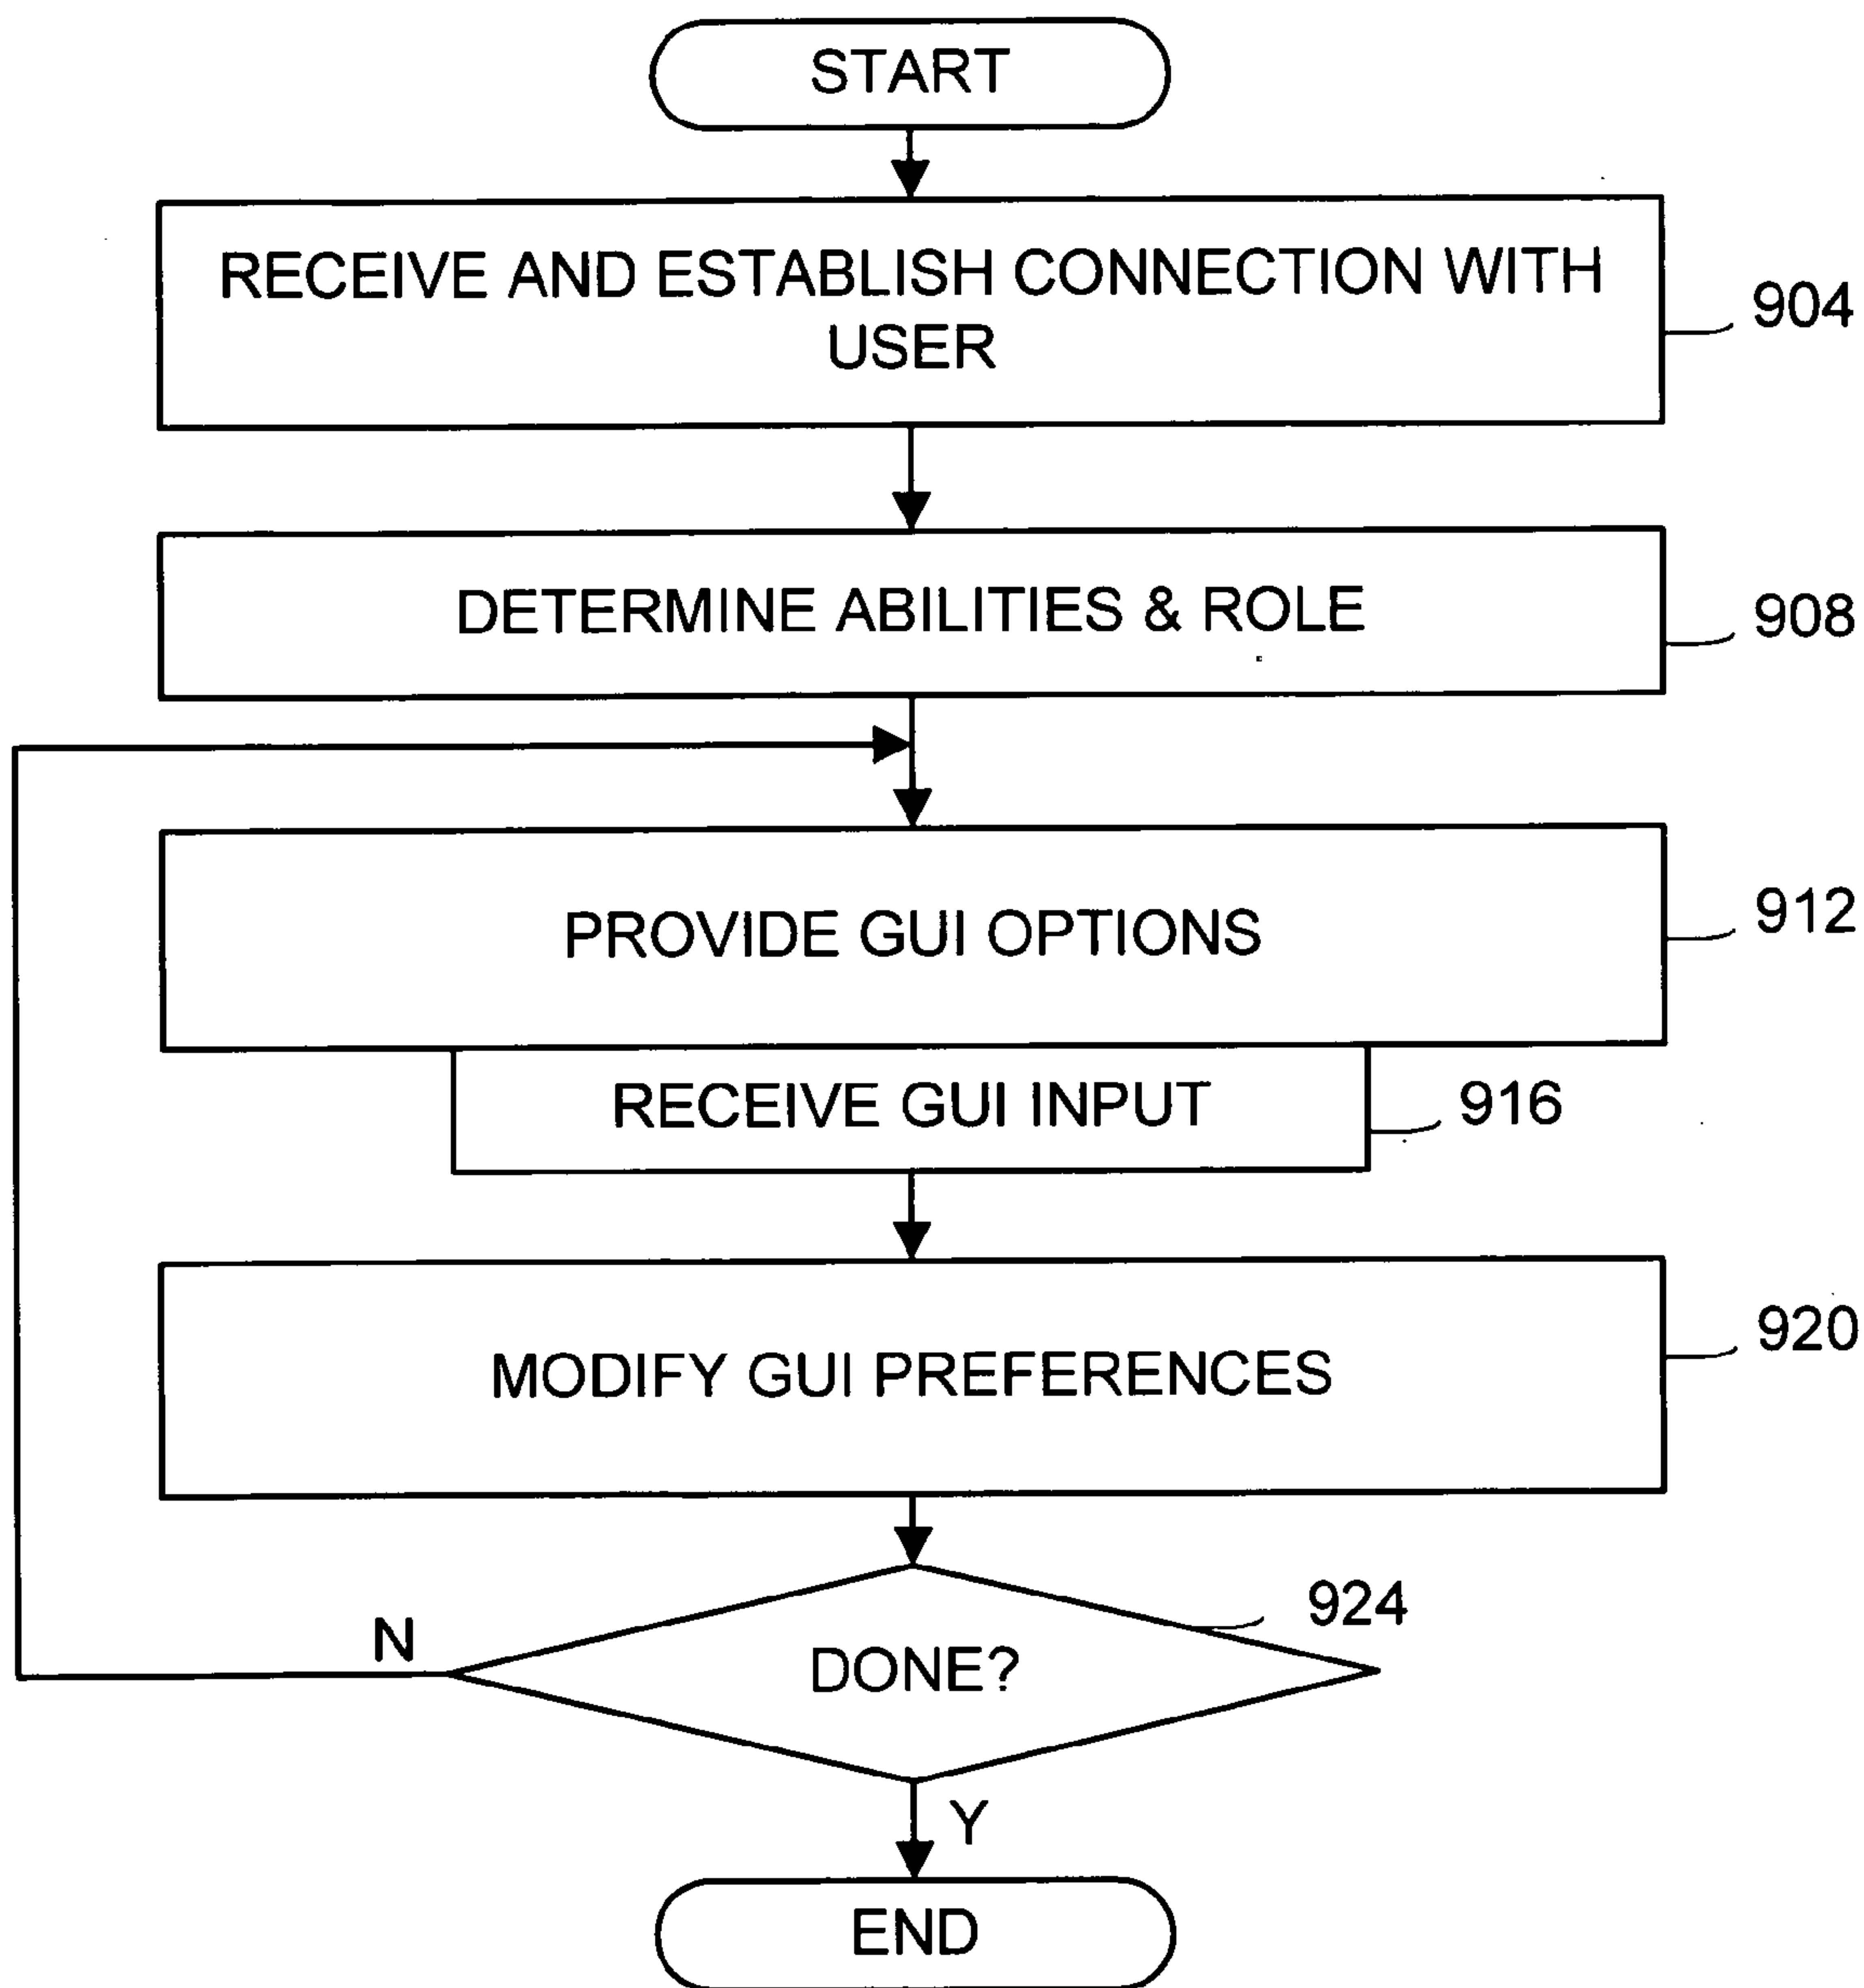 START
RECEIVE AND ESTABLISH CONNECTION WITH
USER
904
DETERMINE ABILITIES & ROLE
908
PROVIDE GUI OPTIONS
912
RECEIVE GUI INPUT
916
MODIFY GUI PREFERENCES
920
924
N
DONE?
Y
END